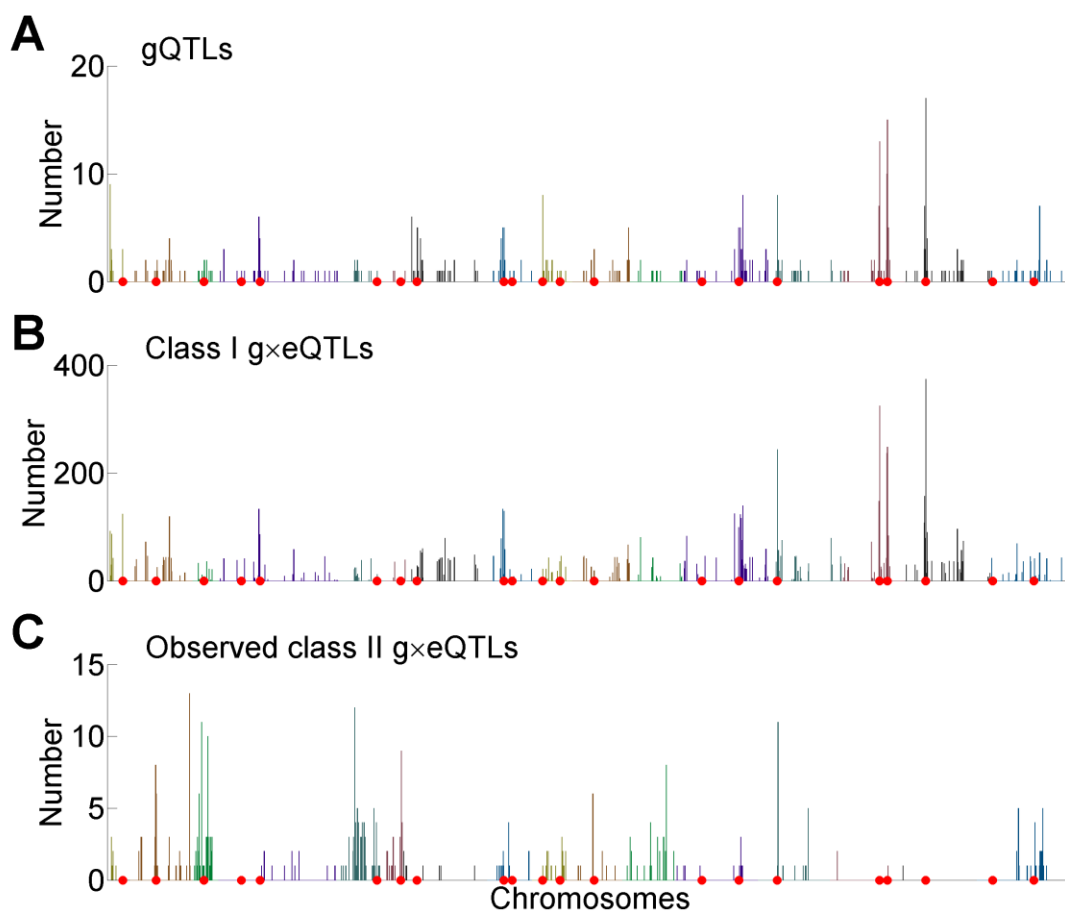 A
gQTLs
20
10
0
Number
B
Class I g×eQTLs
400
200
0
Number
C
Observed class II g×eQTLs
15
10
5
0
Number
Chromosomes